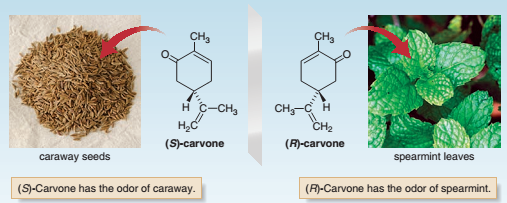 CH3
O
H
C
CH3
H2C
(S)-carvone
caraway seeds
(S)-Carvone has the odor of caravay.
CH3
O
CH3
C
H
CH2
(R)-carvone
spearmint leaves
(R)-Carvone has the odor of spearmint.